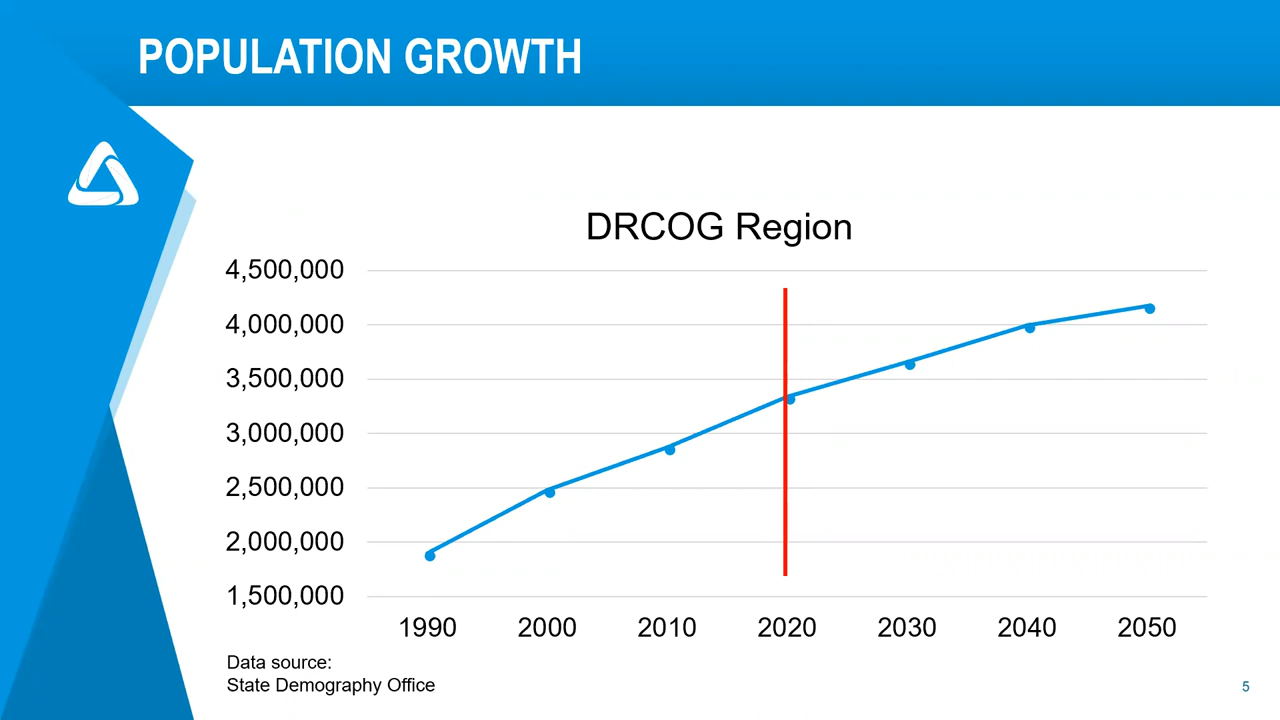 POPULATION GROWTH
DRCOG Region
4,500,000
4,000,000
3,500,000
3,000,000
2,500,000
2,000,000
1,500,000
1990 2000 2010 2020 2030 2040 2050
Data source:
State Demography Office
5